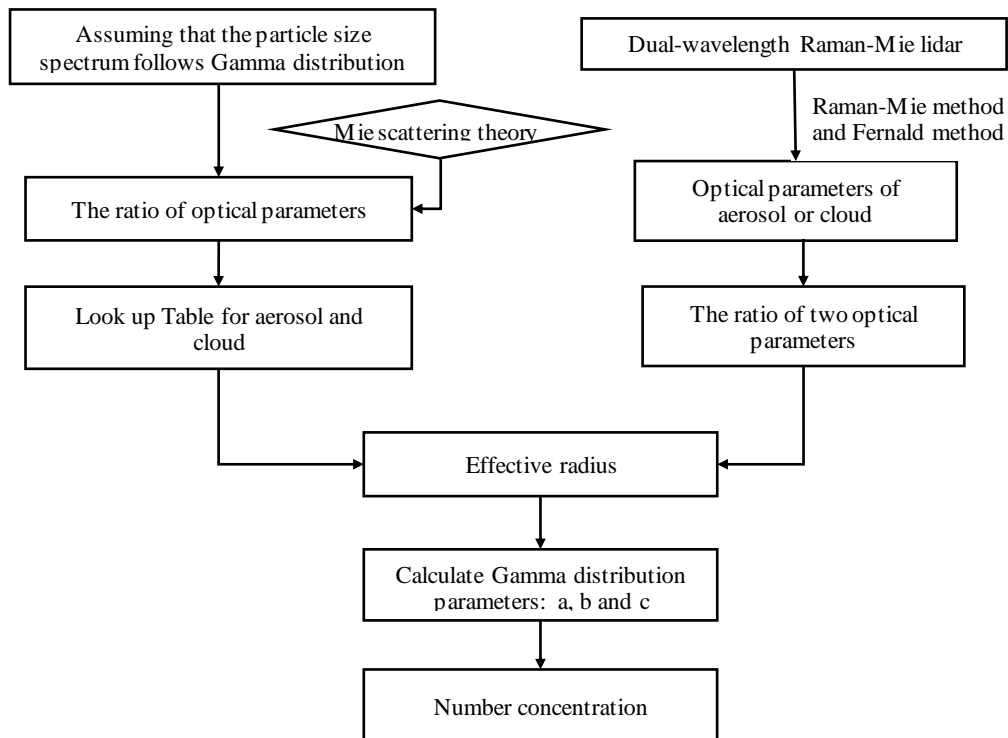 Assuming that the particle size
spectrum follows Gamma distribution
Dual-wavelength Raman-Mie lidar
Mie scattering theory
Raman-Mie method
and Fernald method
The ratio of optical parameters
Optical parameters of
aerosol or cloud
Look up Table for aerosol and
cloud
The ratio of two optical
parameters
Effective radius
Calculate Gamma distribution
parameters: a, b and c
Number concentration